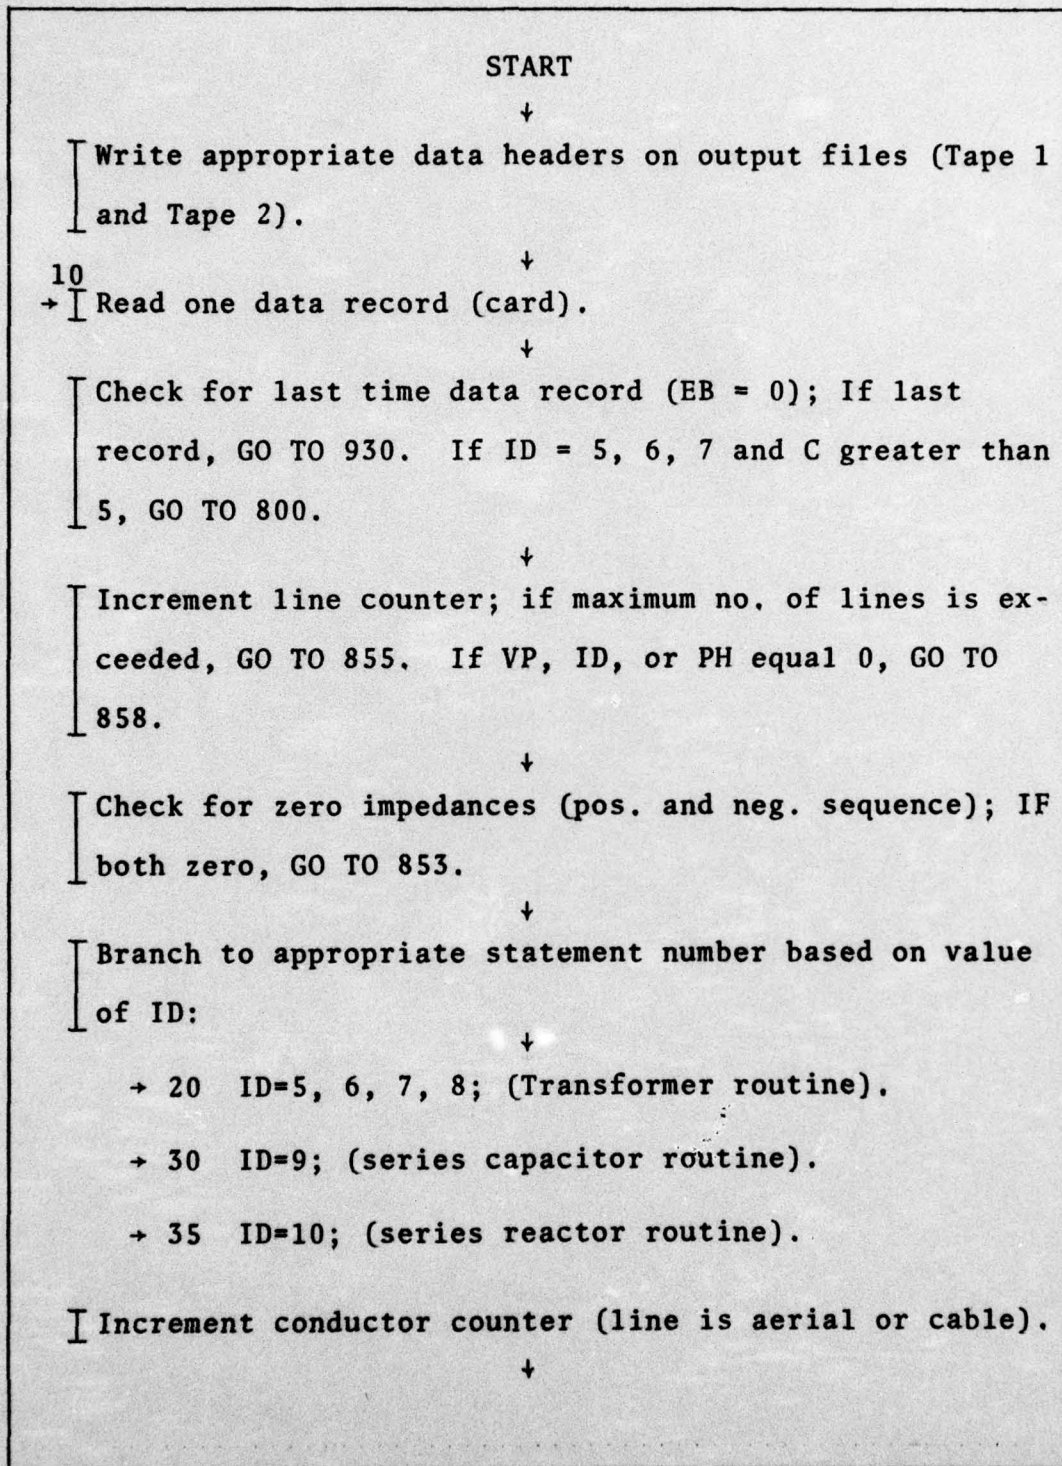 START
↓
Write appropriate data headers on output files (Tape 1
and Tape 2).
↓
10
→ Read one data record (card).
↓
Check for last time data record (EB = 0); If last
record, GO TO 930. If ID = 5, 6, 7 and C greater than
5, GO TO 800.
↓
Increment line counter; if maximum no. of lines is ex-
ceeded, GO TO 855. If VP, ID, or PH equal 0, GO TO
858.
↓
Check for zero impedances (pos. and neg. sequence); IF
both zero, GO TO 853.
↓
Branch to appropriate statement number based on value
of ID:
↓
→ 20 ID=5, 6, 7, 8; (Transformer routine).
→ 30 ID=9; (series capacitor routine).
→ 35 ID=10; (series reactor routine).
Increment conductor counter (line is aerial or cable).
↓